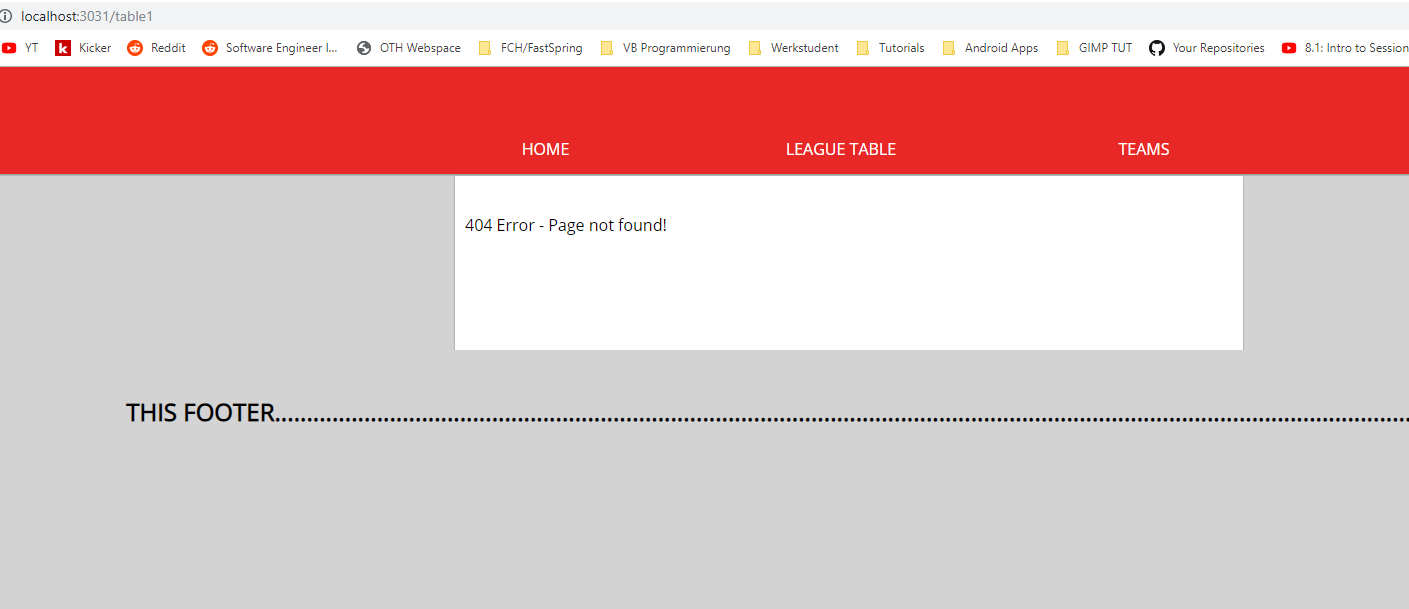 localhost:3031/table1
YT Kicker Reddit Software Engineer I... OTH Webspace FCH/FastSpring VB Programmierung Werkstudent Tutorials Android Apps GIMP TUT Your Repositories 8.1: Intro to Session
HOME LEAGUE TABLE TEAMS
404 Error - Page not found!
THIS FOOTER....................................................................................................................................................................................